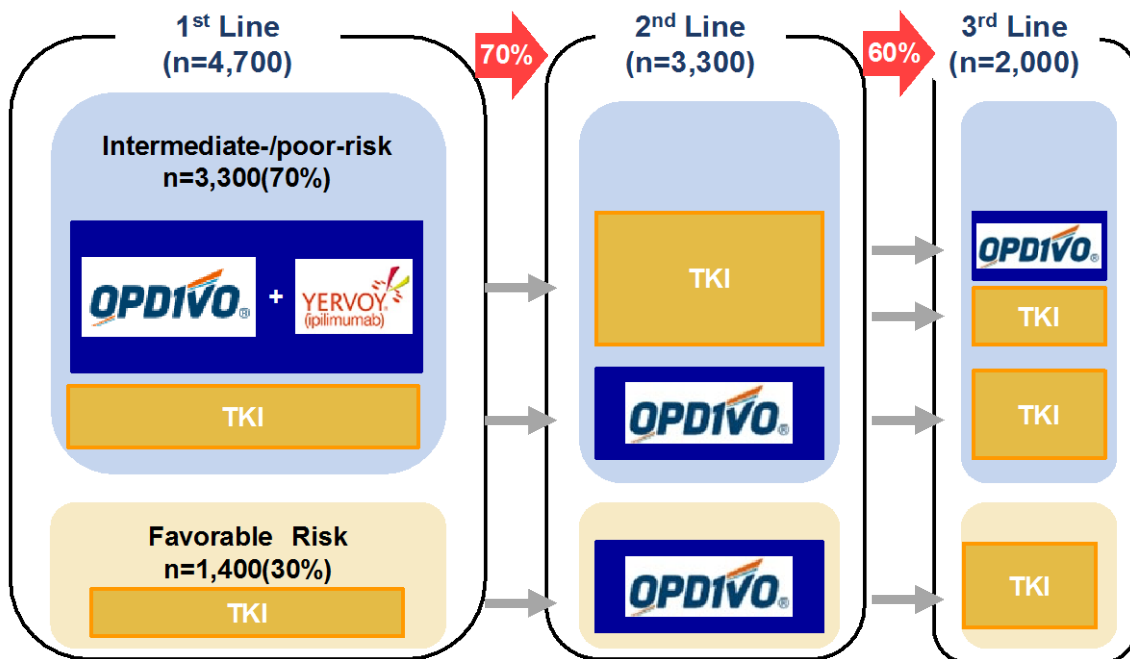 1st Line
(n=4,700)
70%
2nd Line
(n=3,300)
60%
3rd Line
(n=2,000)
Intermediate-/poor-risk
n=3,300(70%)
OPDIVO® + YERVOY®
(ipilimumab)
TKI
TKI
OPDIVO®
OPDIVO®
TKI
TKI
Favorable Risk
n=1,400(30%)
TKI
OPDIVO®
TKI